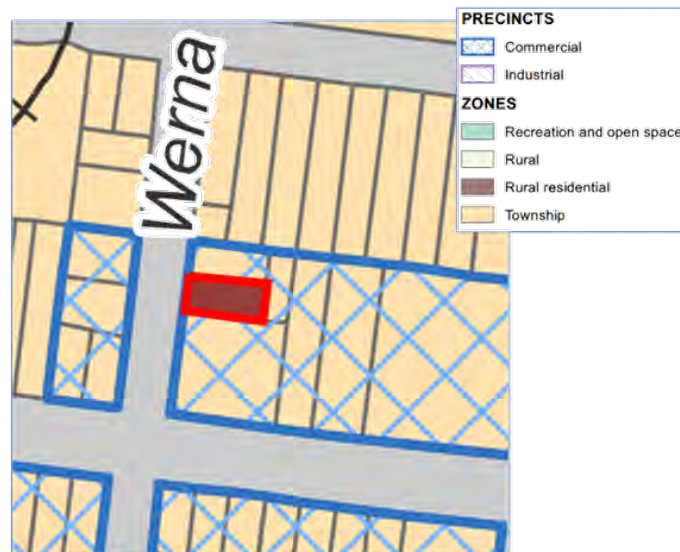 PRECINCTS
Commercial
Industrial
ZONES
Recreation and open space
Rural
Rural residential
Township
Werna